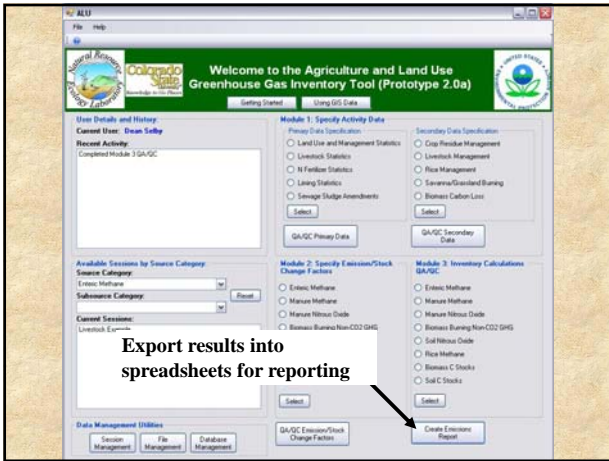 ALU
File Help
Natural Resource
Ecology Laboratory
Colorado
State
University
Knowledge to Go Places
Welcome to the Agriculture and Land Use
Greenhouse Gas Inventory Tool (Prototype 2.0a)
Getting Started
Using GIS Data
UNITED STATES
User Details and History:
Current User: Dean Selby
Recent Activity:
Completed Module 3 QA/QC
Module 1: Specify Activity Data
Primary Data Specification
Land Use and Management Statistics
Livestock Statistics
N Fertilizer Statistics
Liming Statistics
Sewage Sludge Amendments
Select
QA/QC Primary Data
Secondary Data Specification
Crop Residue Management
Livestock Management
Rice Management
Savanna/Grassland Burning
Biomass Carbon Loss
Select
QA/QC Secondary
Data
Available Sessions by Source Category:
Source Category:
Enteric Methane
Subsource Category:
Reset
Current Sessions:
Livestock Example
Module 2: Specify Emission/Stock
Change Factors
Enteric Methane
Manure Methane
Manure Nitrous Oxide
Biomass Burning Non-CO2 GHG
Select
QA/QC Emission/Stock
Change Factors
Module 3: Inventory Calculations
QA/QC
Enteric Methane
Manure Methane
Manure Nitrous Oxide
Biomass Burning Non-CO2 GHG
Soil Nitrous Oxide
Rice Methane
Biomass C Stocks
Soil C Stocks
Select
Create Emissions
Report
Export results into
spreadsheets for reporting
Data Management Utilities
Session
Management
File
Management
Database
Management